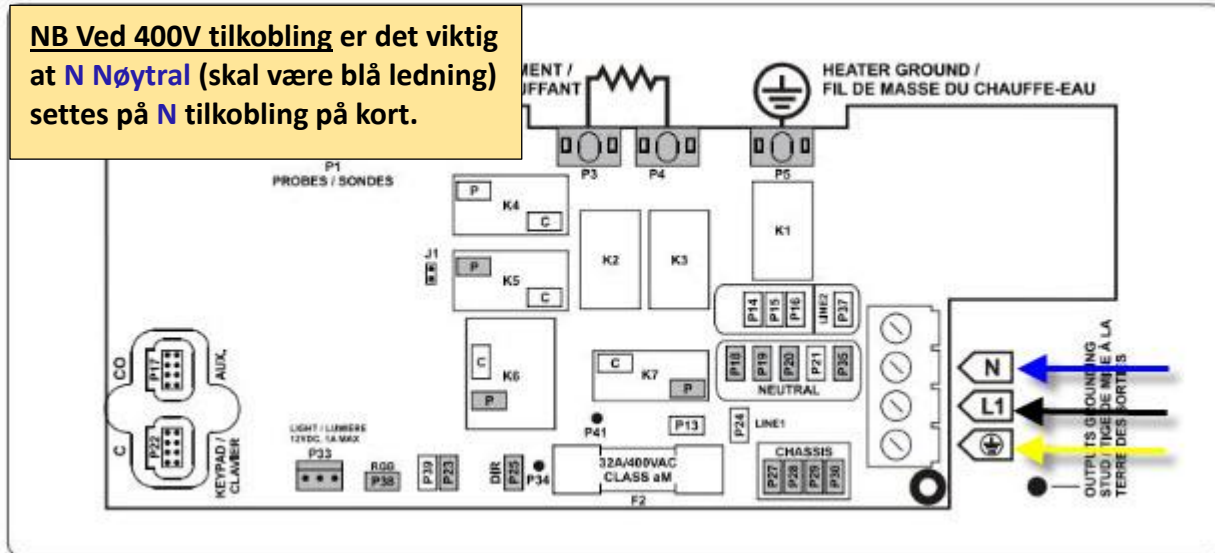 NB Ved 400V tilkobling er det viktig
at N Nøytral (skal være blå ledning)
settes på N tilkobling på kort.
MENT /
UFFANT
HEATER GROUND /
FIL DE MASSE DU CHAUFFE-EAU
P1
PROBES / SONDES
P3
P4
P5
P
K4
C
J1
P
K5
C
K2
K3
K1
P14
P15
P16
LINE2
P37
P18
P19
P20
P21
P35
NEUTRAL
C
K6
P
C
K7
P
N
L1
CO
P17
AUX.
C
P22
KEYPAD /
CLAVIER
LIGHT / LUMIERE
12VDC, 1A MAX
P33
RGB
P38
P39
P23
DIR
P25
P34
P41
P13
P24
LINE1
32A/400VAC
CLASS aM
F2
CHASSIS
P27
P28
P29
P30
OUTPUTS GROUNDING
STUD / TIGE DE MISE À LA
TERRE DES SORTIES